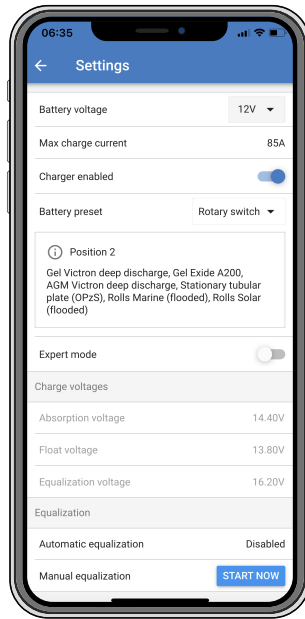 06:35
Settings
Battery voltage 12V
Max charge current 85A
Charger enabled
Battery preset Rotary switch
Position 2
Gel Victron deep discharge, Gel Exide A200,
AGM Victron deep discharge, Stationary tubular
plate (OPzS), Rolls Marine (flooded), Rolls Solar
(flooded)
Expert mode
Charge voltages
Absorption voltage 14.40V
Float voltage 13.80V
Equalization voltage 16.20V
Equalization
Automatic equalization Disabled
Manual equalization START NOW